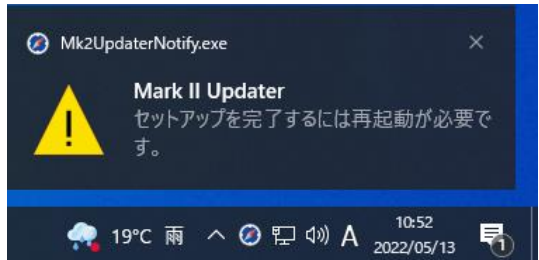 Mk2UpdaterNotify.exe
Mark II Updater
セットアップを完了するには再起動が必要で
す。
19°C 雨 A 10:52
2022/05/13
1